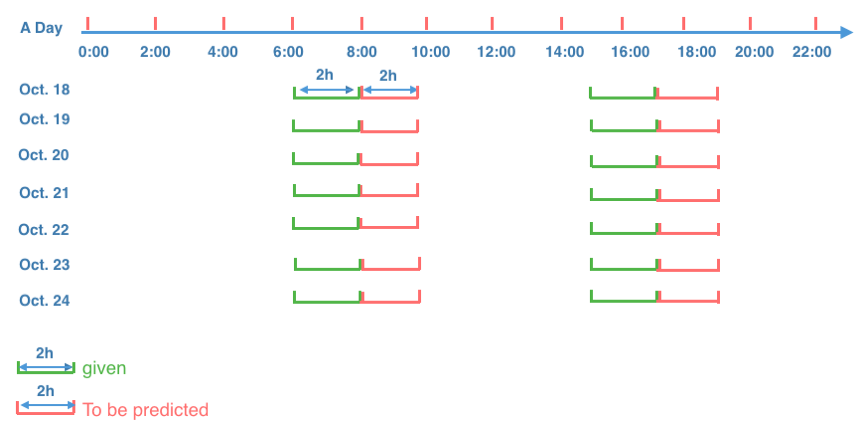 A Day
0:00 2:00 4:00 6:00 8:00 10:00 12:00 14:00 16:00 18:00 20:00 22:00
2h 2h
Oct. 18
Oct. 19
Oct. 20
Oct. 21
Oct. 22
Oct. 23
Oct. 24
2h
given
2h
To be predicted